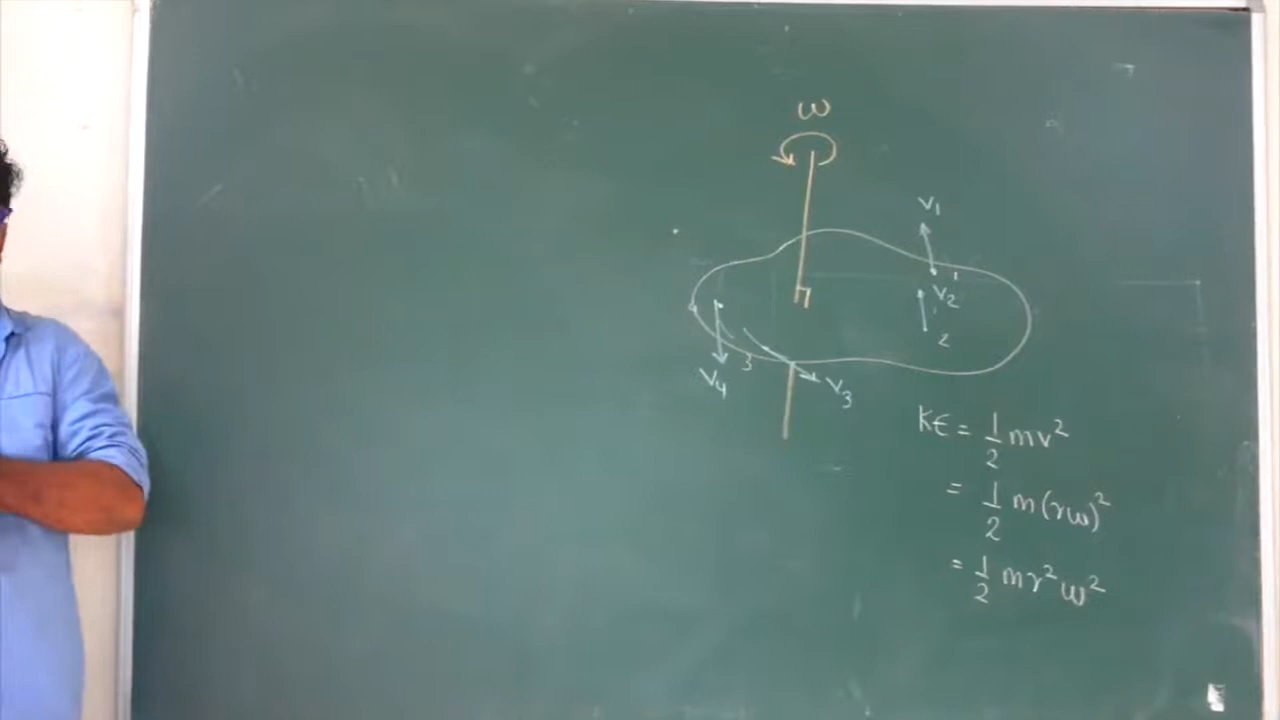 ω
V1
1
V2
2
3
V4
V3
KE = 1/2 mv²
= 1/2 m(rω)²
= 1/2 mr²ω²